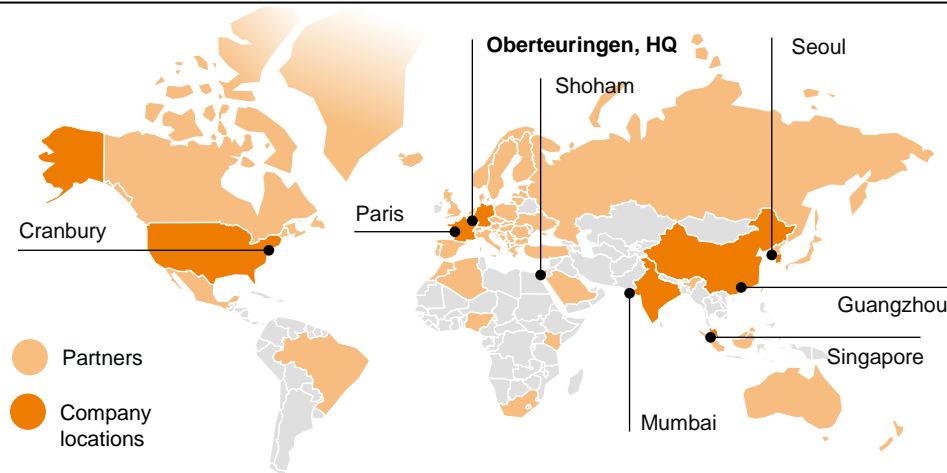 Oberteuringen, HQ
Seoul
Shoham
Paris
Cranbury
Guangzhou
Partners
Singapore
Company
locations
Mumbai